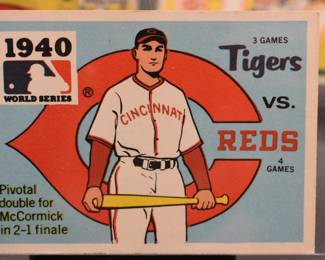 1940
WORLD SERIES
®
3 GAMES
Tigers
VS.
REDS
4
GAMES
CINCINNATI
Pivotal
double for
McCormick
in 2-1 finale